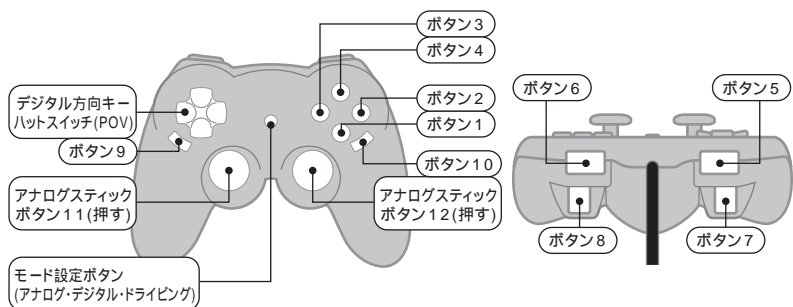 ボタン3
ボタン4
デジタル方向キー
ハットスイッチ(POV)
ボタン2
ボタン1
ボタン9
ボタン10
アナログスティック
ボタン11(押す)
アナログスティック
ボタン12(押す)
モード設定ボタン
(アナログ・デジタル・ドライビング)
ボタン6
ボタン5
ボタン8
ボタン7